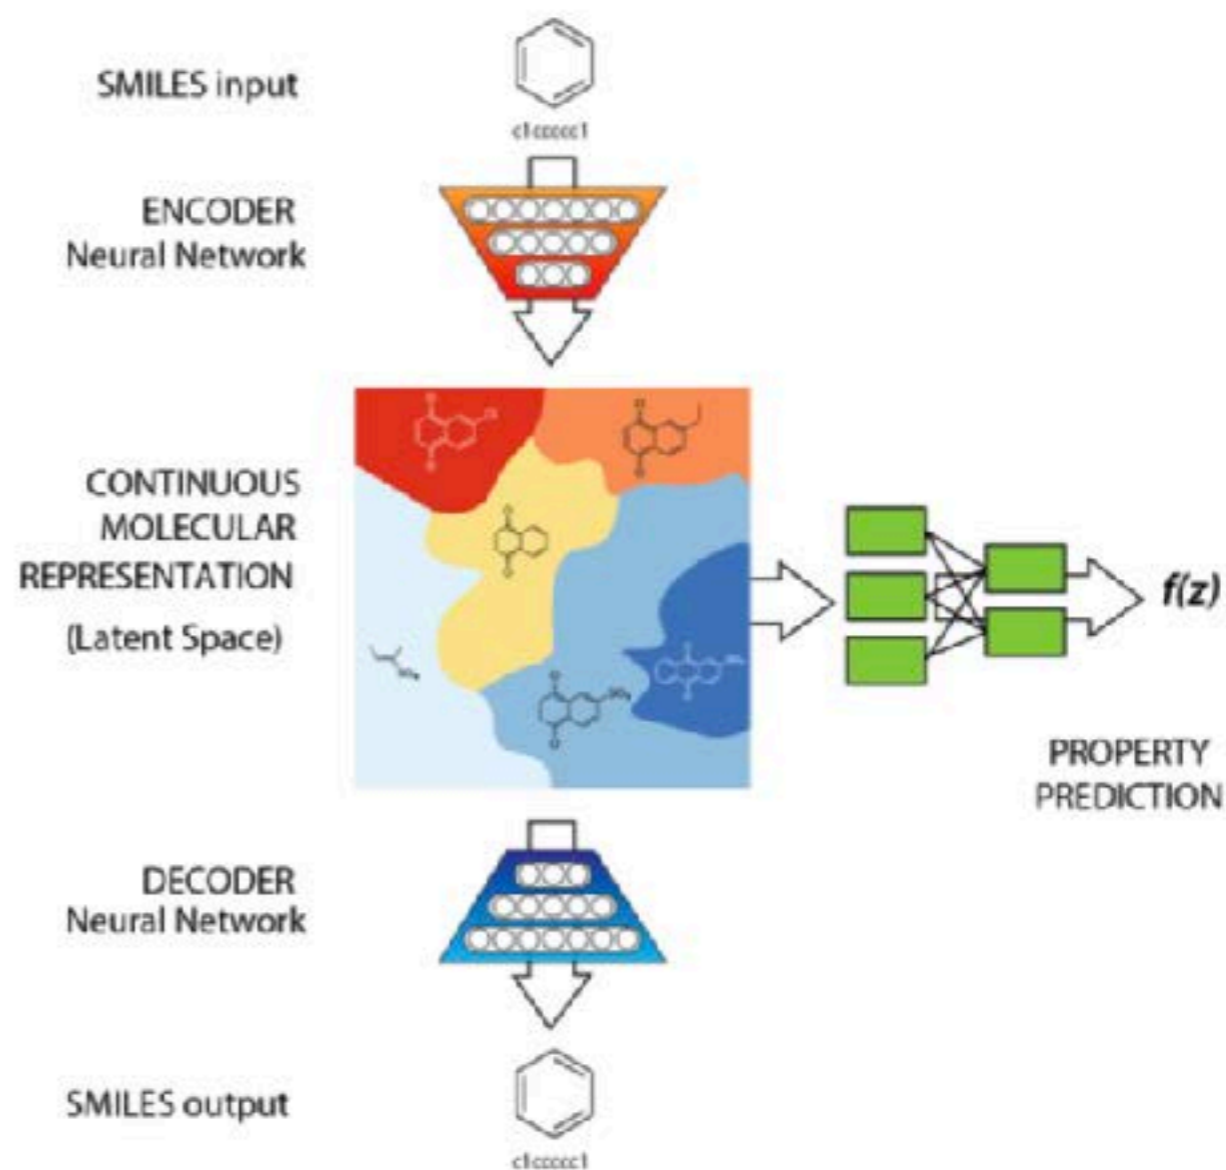 SMILES input
c1ccccc1
ENCODER
Neural Network
CONTINUOUS
MOLECULAR
REPRESENTATION
(Latent Space)
f(z)
PROPERTY
PREDICTION
DECODER
Neural Network
SMILES output
c1ccccc1